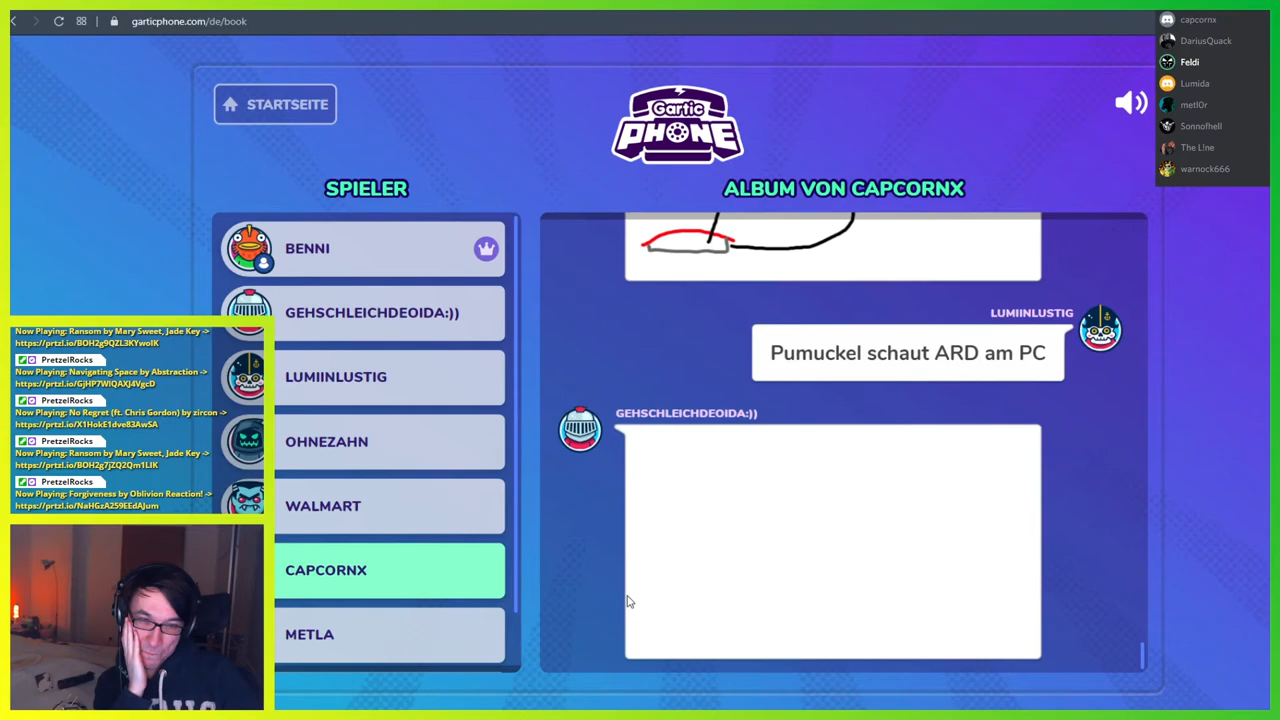 garticphone.com/de/book
capcornx
DariusQuack
Feldi
Lumida
metl0r
Sonnofhell
The L!ne
warnock666
STARTSEITE
Gartic
PHONE
SPIELER
ALBUM VON CAPCORNX
BENNI
GEHSCHLEICHDEOIDA:))
LUMIINLUSTIG
OHNEZAHN
WALMART
CAPCORNX
METLA
LUMIINLUSTIG
Pumuckel schaut ARD am PC
GEHSCHLEICHDEOIDA:))
Now Playing: Ransom by Mary Sweet, Jade Key ->
https://prtzl.io/BOH2g9QZL3KYwoIK
PretzelRocks
Now Playing: Navigating Space by Abstraction ->
https://prtzl.io/GjHP7WlQAXJ4VgcD
PretzelRocks
Now Playing: No Regret (ft. Chris Gordon) by zircon ->
https://prtzl.io/X1HokE1dve83AwSA
PretzelRocks
Now Playing: Ransom by Mary Sweet, Jade Key ->
https://prtzl.io/BOH2g7jZQ2Qm1LIK
PretzelRocks
Now Playing: Forgiveness by Oblivion Reaction! ->
https://prtzl.io/NaHGzA259EEdAJum